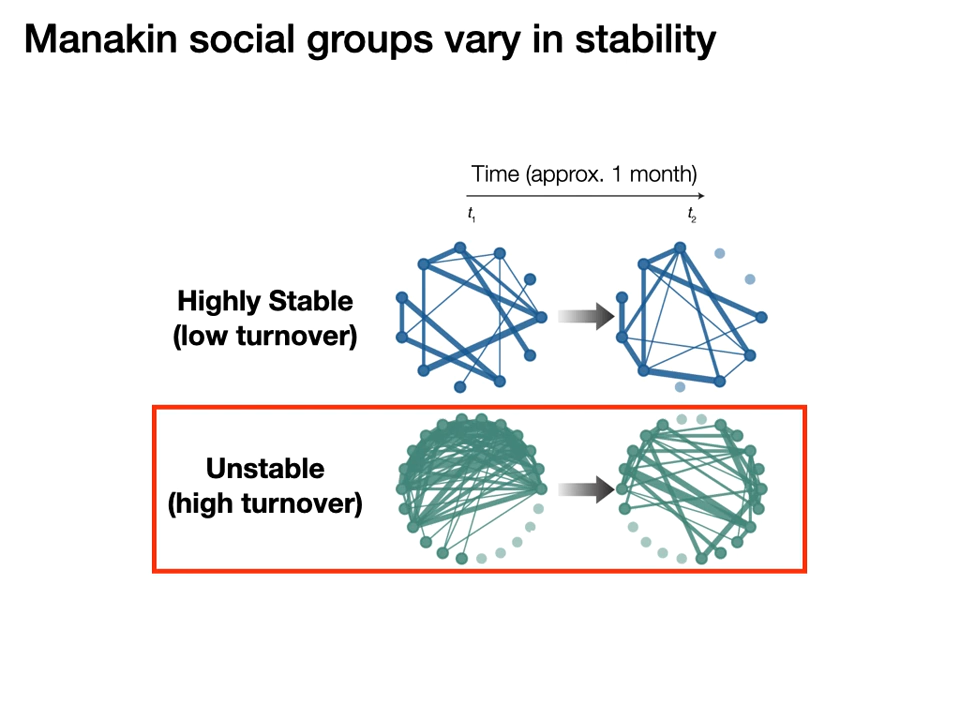 Manakin social groups vary in stability
Time (approx. 1 month)
t₁ t₂
Highly Stable
(low turnover)
Unstable
(high turnover)